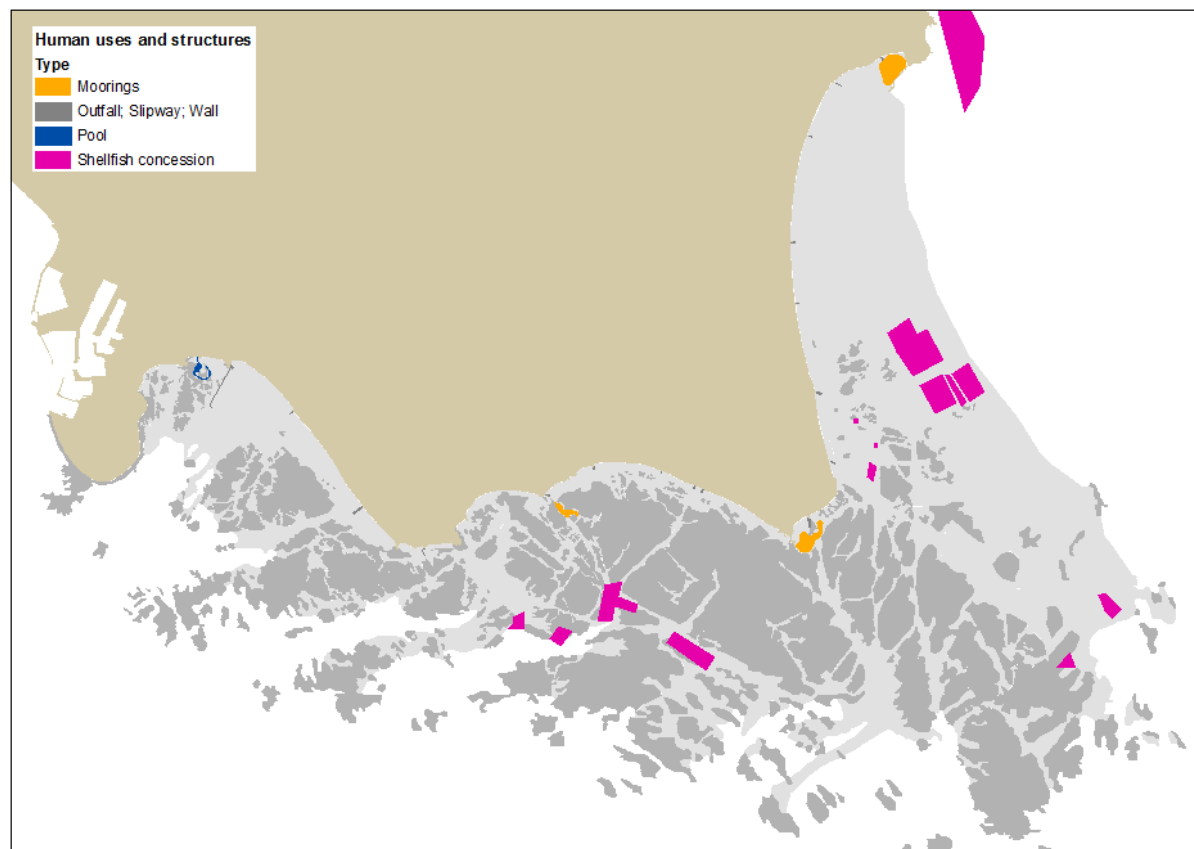 Human uses and structures
Type
Moorings
Outfall; Slipway; Wall
Pool
Shellfish concession